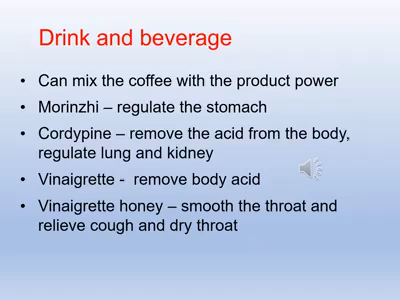 Drink and beverage
• Can mix the coffee with the product power
• Morinzhi – regulate the stomach
• Cordypine – remove the acid from the body,
regulate lung and kidney
• Vinaigrette - remove body acid
• Vinaigrette honey – smooth the throat and
relieve cough and dry throat